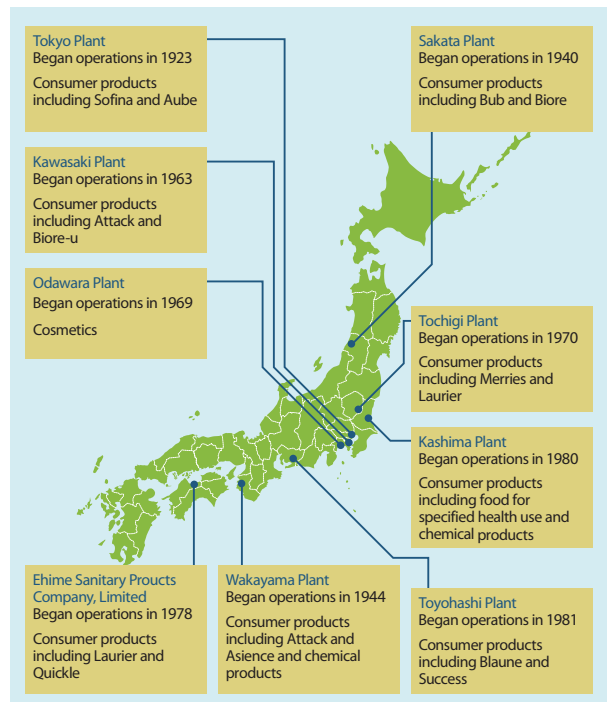 Tokyo Plant
Began operations in 1923
Consumer products
including Sofina and Aube
Sakata Plant
Began operations in 1940
Consumer products
including Bub and Biore
Kawasaki Plant
Began operations in 1963
Consumer products
including Attack and
Biore-u
Odawara Plant
Began operations in 1969
Cosmetics
Tochigi Plant
Began operations in 1970
Consumer products
including Merries and
Laurier
Kashima Plant
Began operations in 1980
Consumer products
including food for
specified health use and
chemical products
Ehime Sanitary Proucts
Company, Limited
Began operations in 1978
Consumer products
including Laurier and
Quickle
Wakayama Plant
Began operations in 1944
Consumer products
including Attack and
Asience and chemical
products
Toyohashi Plant
Began operations in 1981
Consumer products
including Blaune and
Success